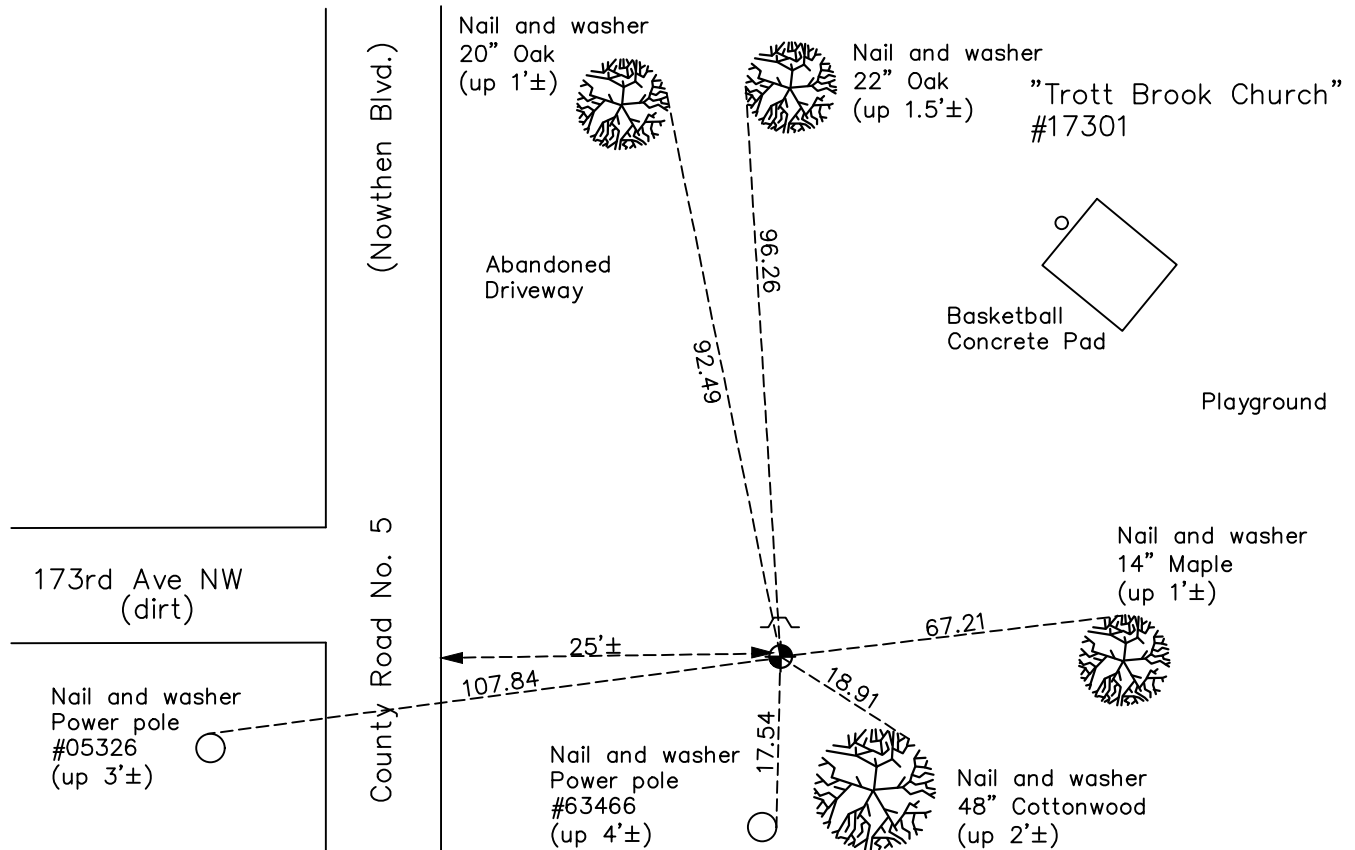 Nail and washer
20” Oak
(up 1'±)
Nail and washer
22” Oak
(up 1.5'±)
”Trott Brook Church”
#17301
(Nowthen Blvd.)
Abandoned
Driveway
96.26
92.49
Basketball
Concrete Pad
Playground
173rd Ave NW
(dirt)
County Road No. 5
Nail and washer
14” Maple
(up 1'±)
67.21
25'±
107.84
18.91
17.54
Nail and washer
Power pole
#05326
(up 3'±)
Nail and washer
Power pole
#63466
(up 4'±)
Nail and washer
48” Cottonwood
(up 2'±)